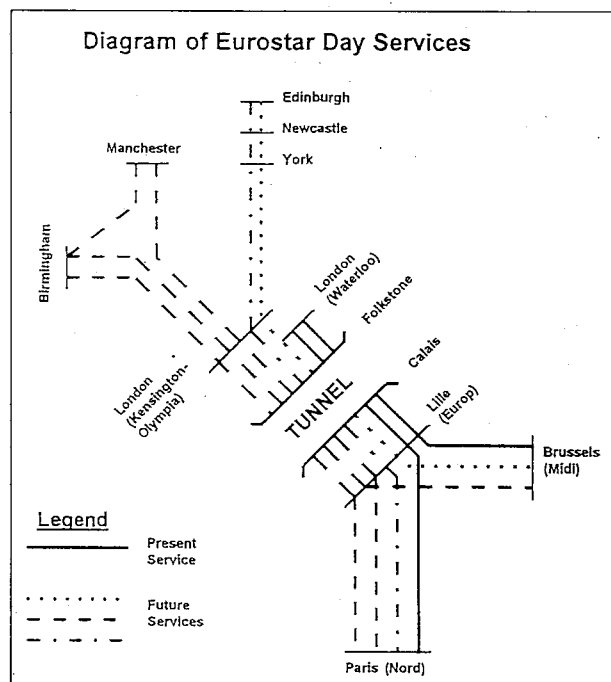 Diagram of Eurostar Day Services
Edinburgh
Newcastle
York
Manchester
Birmingham
London
(Waterloo)
Folkstone
London
(Kensington-
Olympia)
TUNNEL
Calais
Lille
(Europ)
Brussels
(Midi)
Legend
Present
Service
Future
Services
Paris (Nord)